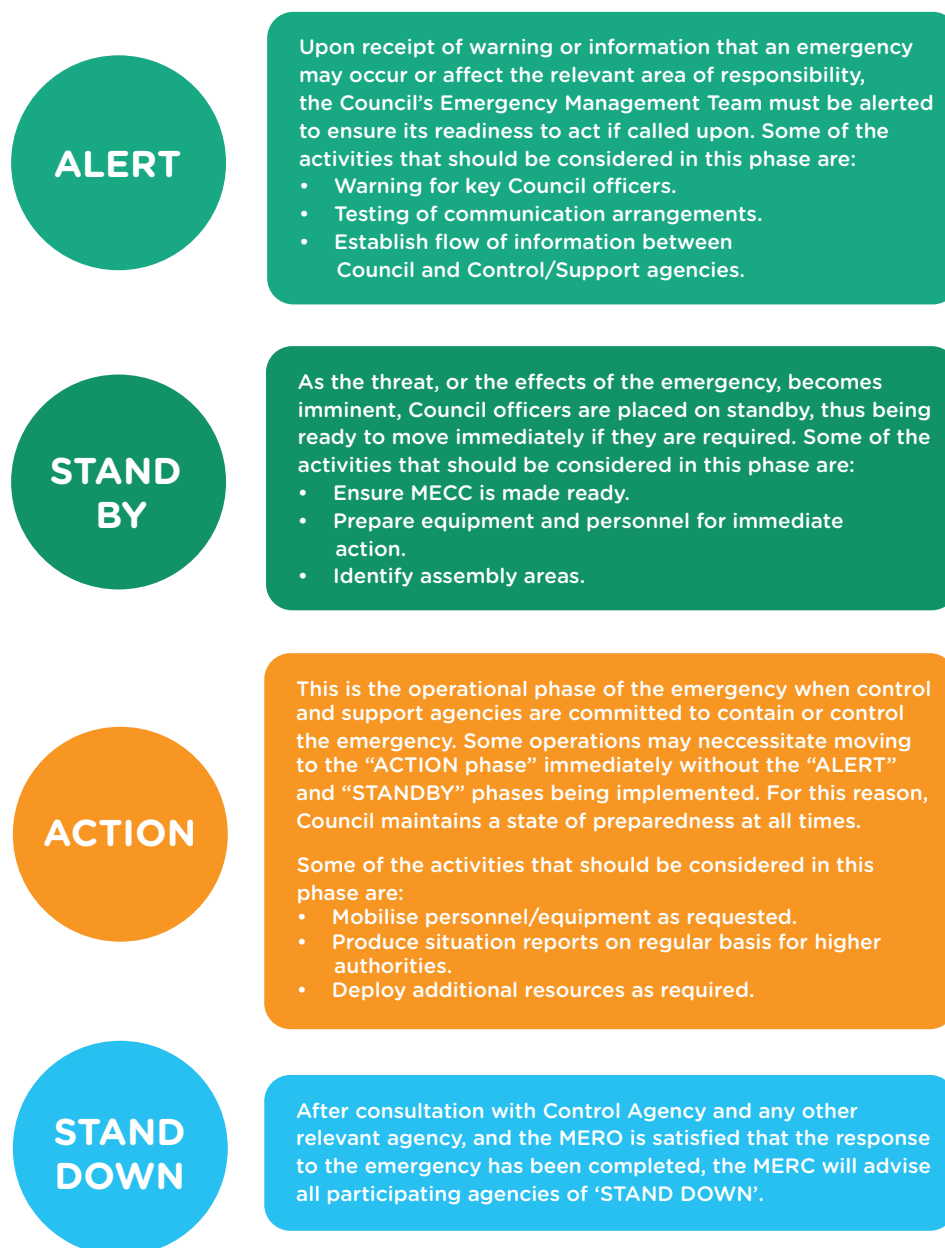 ALERT
Upon receipt of warning or information that an emergency
may occur or affect the relevant area of responsibility,
the Council’s Emergency Management Team must be alerted
to ensure its readiness to act if called upon. Some of the
activities that should be considered in this phase are:
• Warning for key Council officers.
• Testing of communication arrangements.
• Establish flow of information between
Council and Control/Support agencies.
STAND
BY
As the threat, or the effects of the emergency, becomes
imminent, Council officers are placed on standby, thus being
ready to move immediately if they are required. Some of the
activities that should be considered in this phase are:
• Ensure MECC is made ready.
• Prepare equipment and personnel for immediate
action.
• Identify assembly areas.
ACTION
This is the operational phase of the emergency when control
and support agencies are committed to contain or control
the emergency. Some operations may neccessitate moving
to the “ACTION phase” immediately without the “ALERT”
and “STANDBY” phases being implemented. For this reason,
Council maintains a state of preparedness at all times.
Some of the activities that should be considered in this
phase are:
• Mobilise personnel/equipment as requested.
• Produce situation reports on regular basis for higher
authorities.
• Deploy additional resources as required.
STAND
DOWN
After consultation with Control Agency and any other
relevant agency, and the MERO is satisfied that the response
to the emergency has been completed, the MERC will advise
all participating agencies of ‘STAND DOWN’.